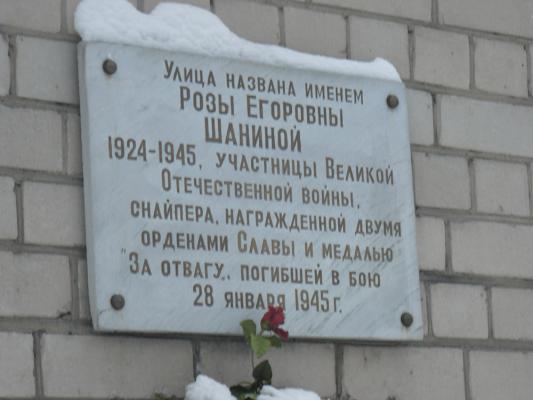 Улица названа именем
Розы Егоровны
Шаниной
1924-1945, участницы Великой
Отечественной войны,
снайпера, награжденной двумя
орденами Славы и медалью
"За отвагу", погибшей в бою
28 января 1945 г.